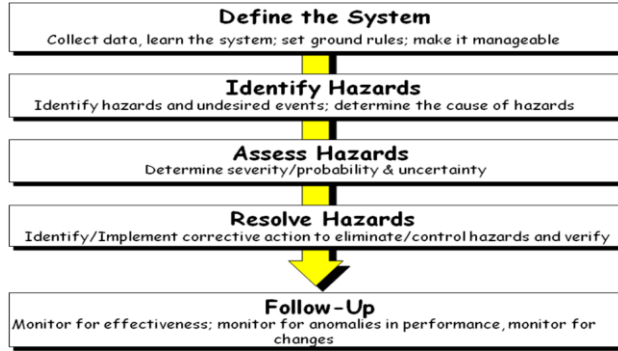 Define the System
Collect data, learn the system; set ground rules; make it manageable
Identify Hazards
Identify hazards and undesired events; determine the cause of hazards
Assess Hazards
Determine severity/probability & uncertainty
Resolve Hazards
Identify/Implement corrective action to eliminate/control hazards and verify
Follow-Up
Monitor for effectiveness; monitor for anomalies in performance, monitor for
changes